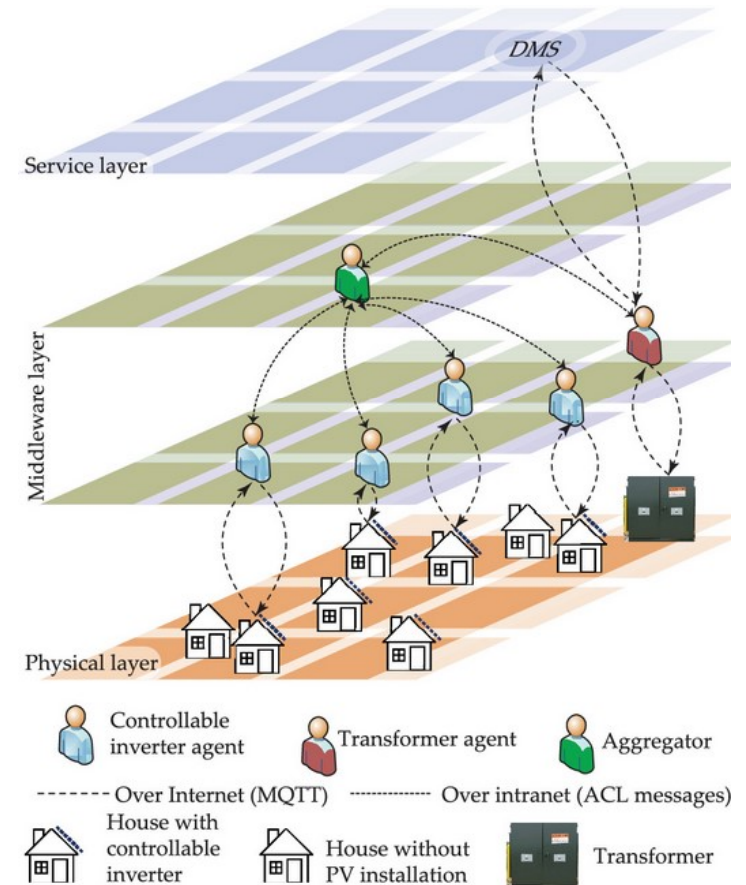 DMS
Service layer
Middleware layer
Physical layer
Controllable
inverter agent
Transformer agent
Aggregator
Over Internet (MQTT)
Over intranet (ACL messages)
House with
controllable
inverter
House without
PV installation
Transformer